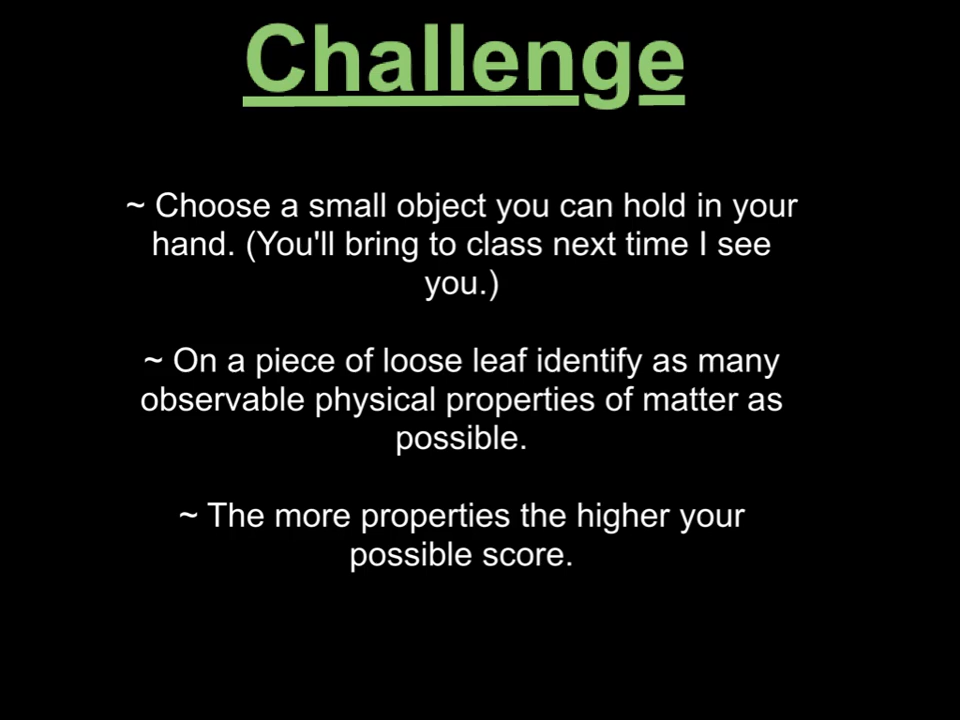 Challenge
~ Choose a small object you can hold in your
hand. (You'll bring to class next time I see
you.)
~ On a piece of loose leaf identify as many
observable physical properties of matter as
possible.
~ The more properties the higher your
possible score.